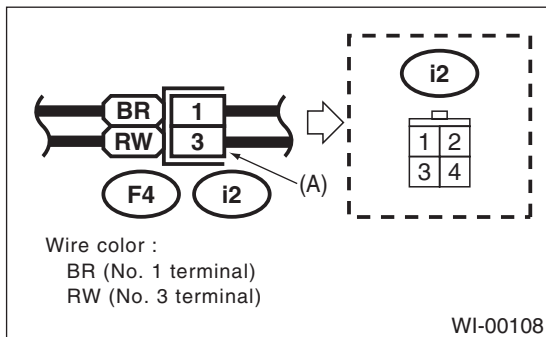 i2
BR 1
RW 3
1 2
3 4
F4 i2 (A)
Wire color :
BR (No. 1 terminal)
RW (No. 3 terminal)
WI-00108